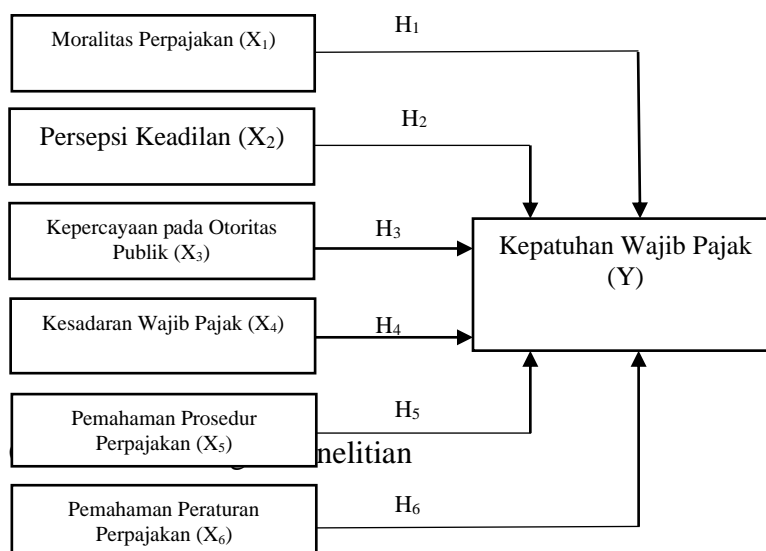 Moralitas Perpajakan (X₁)
H₁
Persepsi Keadilan (X₂)
H₂
Kepercayaan pada Otoritas
Publik (X₃)
H₃
Kepatuhan Wajib Pajak
(Y)
Kesadaran Wajib Pajak (X₄)
H₄
Pemahaman Prosedur
Perpajakan (X₅)
H₅
Pemahaman Peraturan
Perpajakan (X₆)
H₆